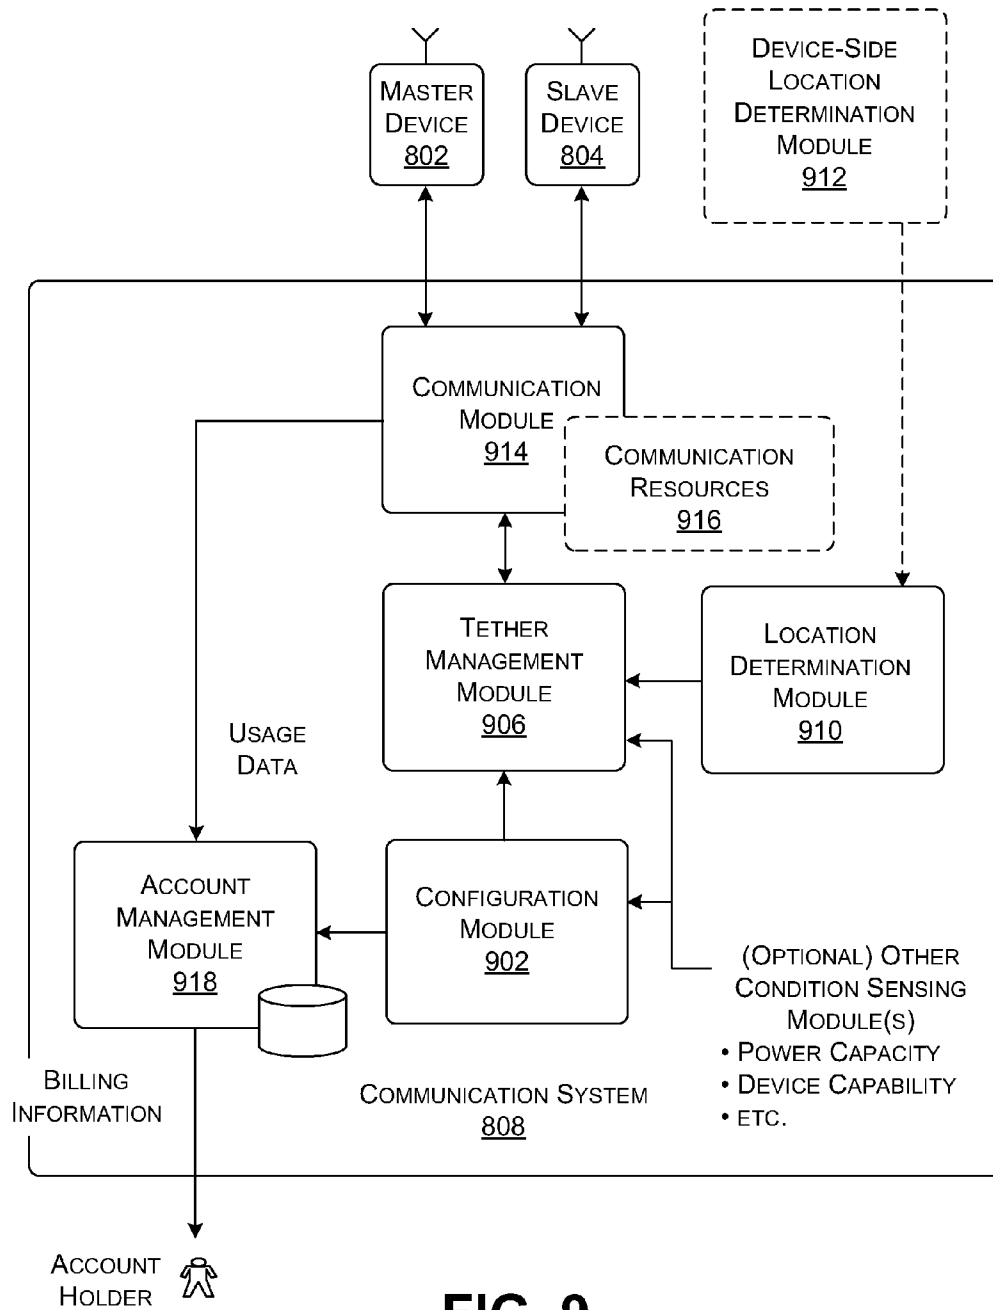 MASTER
DEVICE
802
SLAVE
DEVICE
804
DEVICE-SIDE
LOCATION
DETERMINATION
MODULE
912
COMMUNICATION
MODULE
914
COMMUNICATION
RESOURCES
916
TETHER
MANAGEMENT
MODULE
906
LOCATION
DETERMINATION
MODULE
910
USAGE
DATA
ACCOUNT
MANAGEMENT
MODULE
918
CONFIGURATION
MODULE
902
(OPTIONAL) OTHER
CONDITION SENSING
MODULE(S)
• POWER CAPACITY
• DEVICE CAPABILITY
• ETC.
BILLING
INFORMATION
COMMUNICATION SYSTEM
808
ACCOUNT
HOLDER
FIG. 9